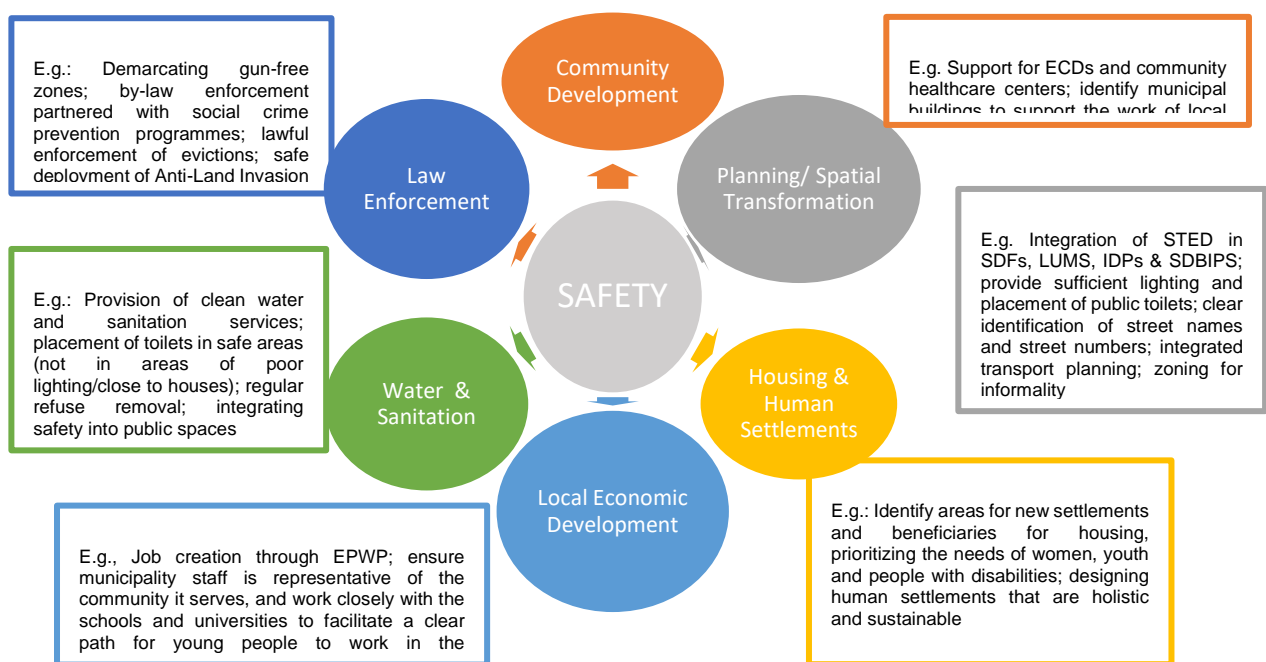 E.g.: Demarcating gun-free
zones; by-law enforcement
partnered with social crime
prevention programmes; lawful
enforcement of evictions; safe
deployment of Anti-Land Invasion
Community
Development
E.g. Support for ECDs and community
healthcare centers; identify municipal
buildings to support the work of local
Law
Enforcement
Planning/ Spatial
Transformation
SAFETY
E.g. Integration of STED in
SDFs, LUMS, IDPs & SDBIPS;
provide sufficient lighting and
placement of public toilets; clear
identification of street names
and street numbers; integrated
transport planning; zoning for
informality
E.g.: Provision of clean water
and sanitation services;
placement of toilets in safe areas
(not in areas of poor
lighting/close to houses); regular
refuse removal; integrating
safety into public spaces
Water & 
Sanitation
Housing &
Human
Settlements
Local Economic
Development
E.g., Job creation through EPWP; ensure
municipality staff is representative of the
community it serves, and work closely with the
schools and universities to facilitate a clear
path for young people to work in the
E.g.: Identify areas for new settlements
and beneficiaries for housing,
prioritizing the needs of women, youth
and people with disabilities; designing
human settlements that are holistic
and sustainable